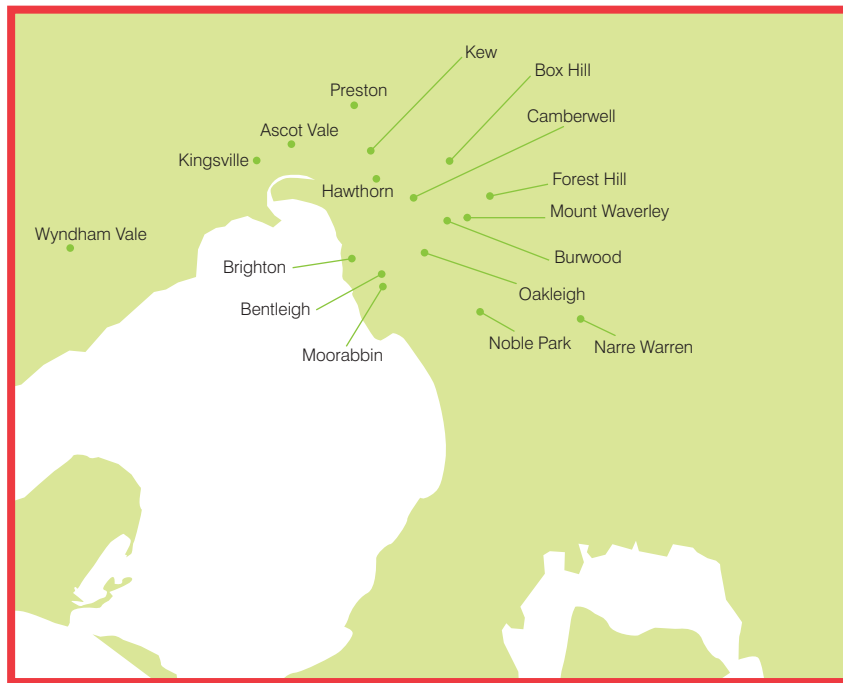 Kew
Box Hill
Preston
Camberwell
Ascot Vale
Kingsville
Forest Hill
Hawthorn
Mount Waverley
Wyndham Vale
Burwood
Brighton
Oakleigh
Bentleigh
Noble Park
Narre Warren
Moorabbin